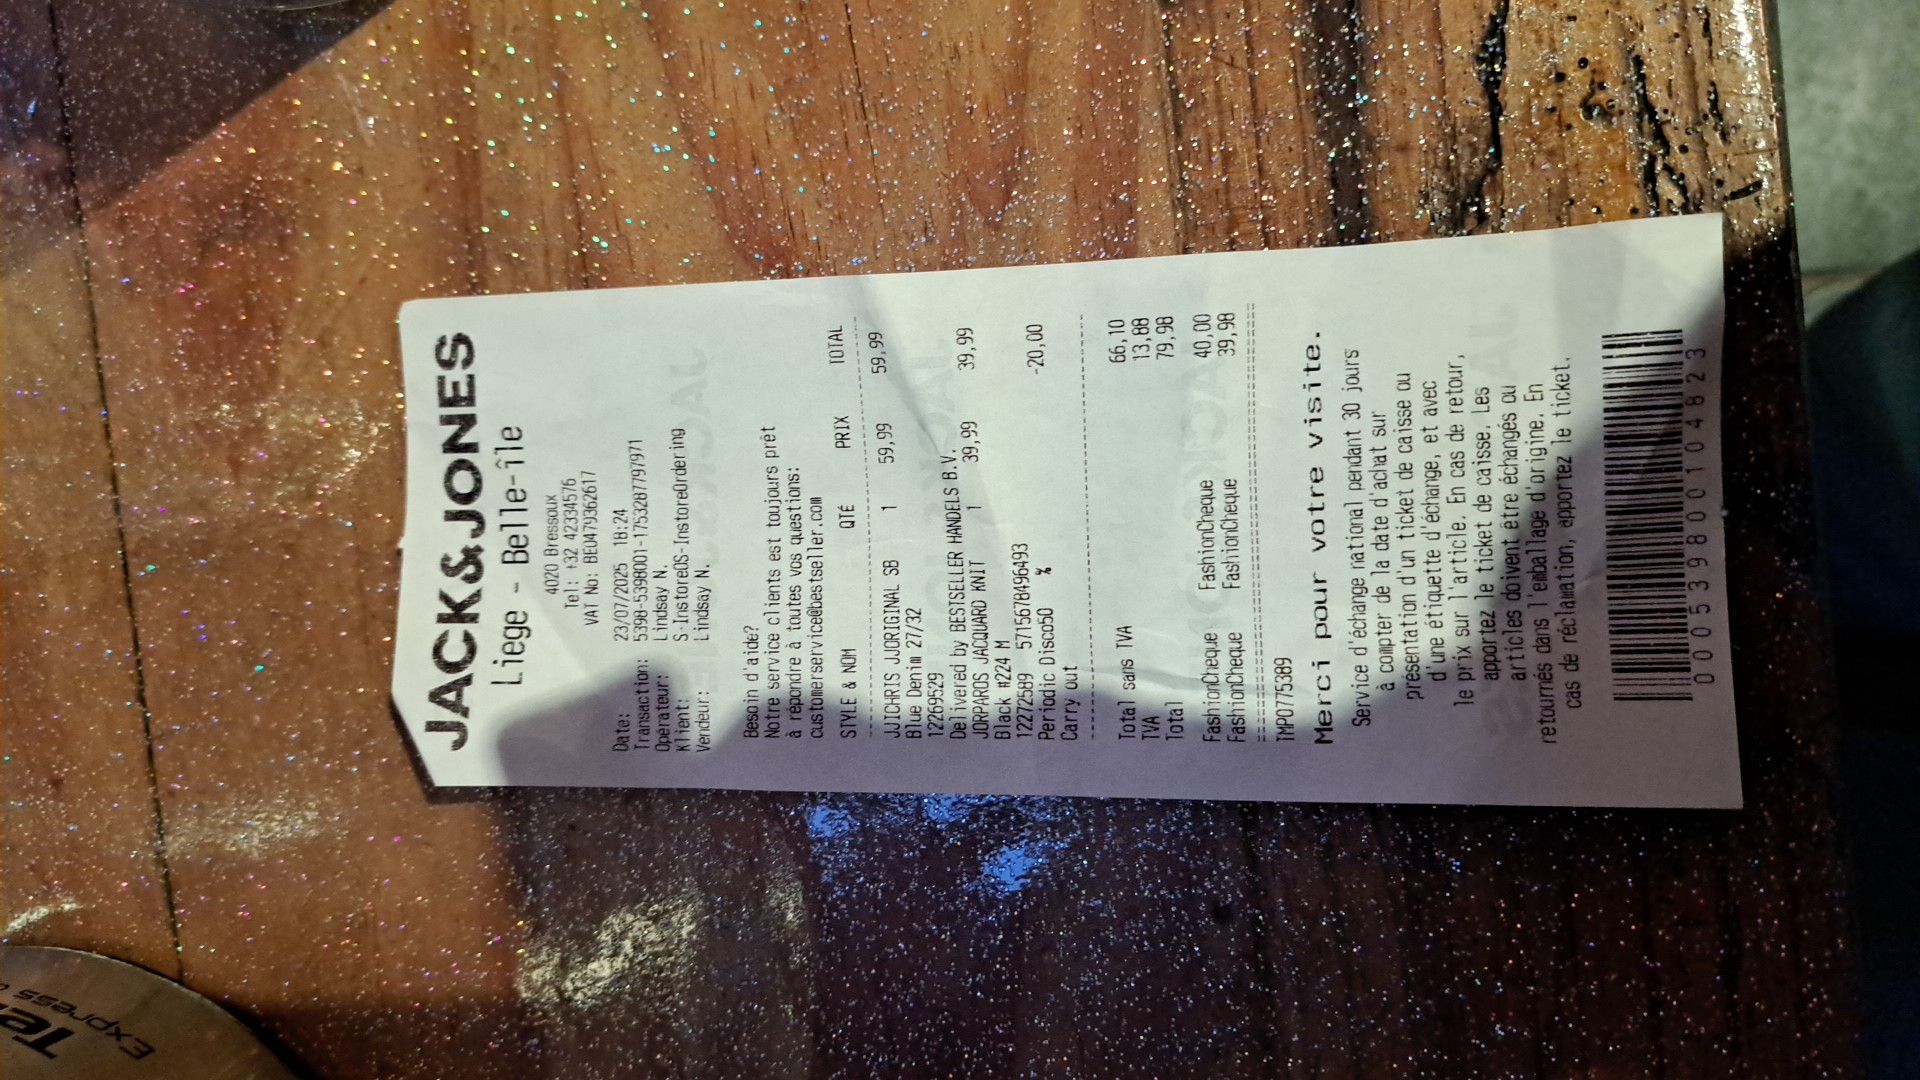 JACK&JONES
Liege - Belle-île
4020 Bressoux
Tel: +32 42334576
VAT No: BE0479362617
Date: 23/07/2025 18:24
Transaction: 5398-5398001-1753287797971
Opérateur: Lindsay N.
Klient: S-InstoreOS-InstoreOrdering
Vendeur: Lindsay N.
Besoin d'aide?
Notre service clients est toujours prêt
à répondre à toutes vos questions:
customerservice@bestseller.com
STYLE & NOM QTÉ PRIX TOTAL
JJICHRIS JJORIGINAL SB 1 59,99 59,99
Blue Denim 27/32
12269529
Delivered by BESTSELLER HANDELS B.V.
JORPAROS JACQUARD KNIT 1 39,99 39,99
Black #224 M
12272589 5715678496493
Periodic Disco50 % -20,00
Carry out
Total sans TVA 66,10
TVA 13,88
Total 79,98
FashionCheque FashionCheque 40,00
FashionCheque FashionCheque 39,98
IMPO775389
Merci pour votre visite.
Service d'échange national pendant 30 jours
à compter de la date d'achat sur
présentation d'un ticket de caisse ou
d'une étiquette d'échange, et avec
le prix sur l'article. En cas de retour,
apportez le ticket de caisse. Les
articles doivent être échangés ou
retournés dans l'emballage d'origine. En
cas de réclamation, apportez le ticket.
00053980010482​3
Express